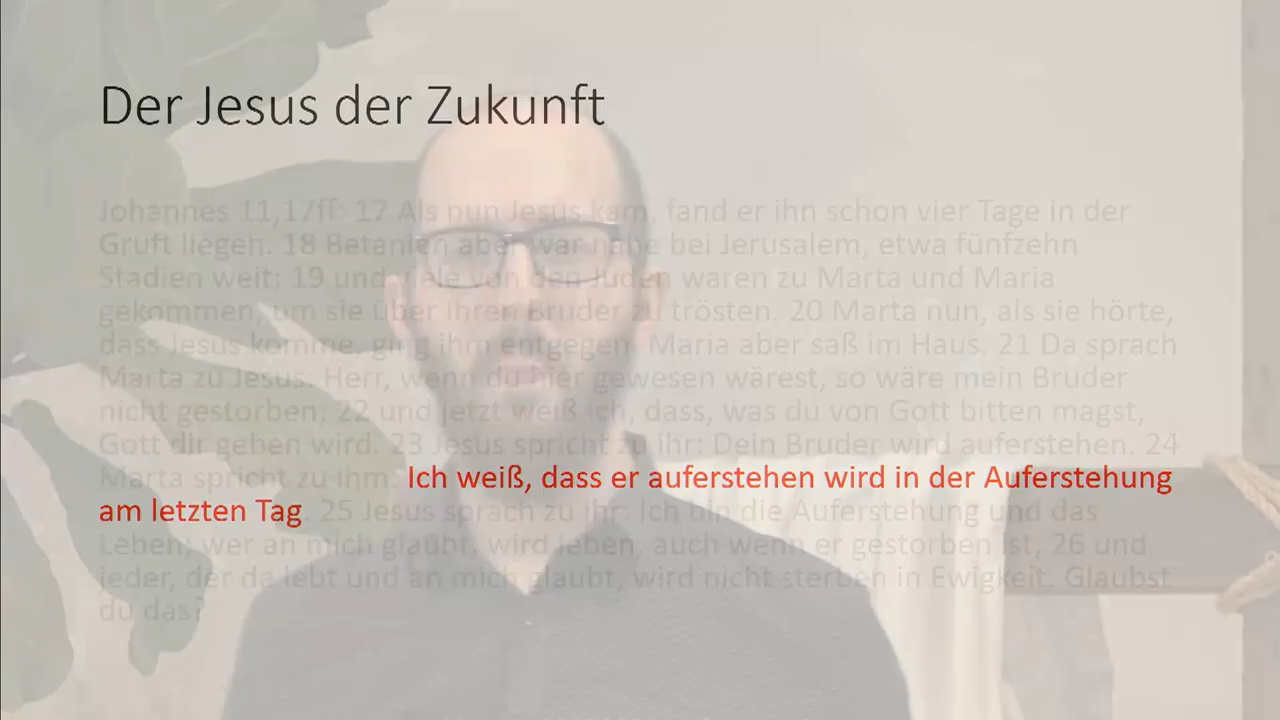 Der Jesus der Zukunft
Johannes 11,17ff: 17 Als nun Jesus kam, fand er ihn schon vier Tage in der
Gruft liegen. 18 Betanien aber war nahe bei Jerusalem, etwa fünfzehn
Stadien weit; 19 und viele von den Juden waren zu Marta und Maria
gekommen, um sie über ihren Bruder zu trösten. 20 Marta nun, als sie hörte,
dass Jesus komme, ging ihm entgegen. Maria aber saß im Haus. 21 Da sprach
Marta zu Jesus: Herr, wenn du hier gewesen wärest, so wäre mein Bruder
nicht gestorben; 22 und jetzt weiß ich, dass, was du von Gott bitten magst,
Gott dir geben wird. 23 Jesus spricht zu ihr: Dein Bruder wird auferstehen. 24
Marta spricht zu ihm: Ich weiß, dass er auferstehen wird in der Auferstehung
am letzten Tag. 25 Jesus sprach zu ihr: Ich bin die Auferstehung und das
Leben; wer an mich glaubt, wird leben, auch wenn er gestorben ist, 26 und
jeder, der da lebt und an mich glaubt, wird nicht sterben in Ewigkeit. Glaubst
du das?